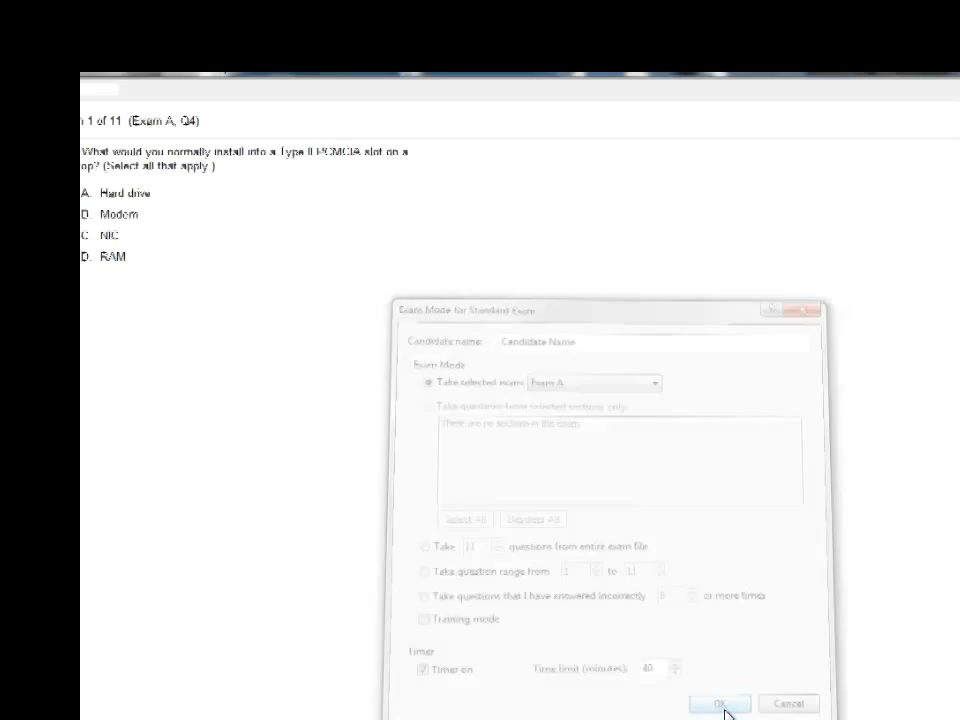 1 of 11 (Exam A, Q4)
What would you normally install into a Type II PCMCIA slot on a
op? (Select all that apply.)
A. Hard drive
B. Modem
C. NIC
D. RAM
Exam Mode for Standard Exam
Candidate name: Candidate Name
Exam Mode
Take selected exam: Exam A
Take questions from selected sections only:
There are no sections in this exam.
Select All Deselect All
Take 11 questions from entire exam file
Take question range from 1 to 11
Take questions that I have answered incorrectly or more times
Training mode
Timer
Timer on Time limit (minutes):
OK Cancel